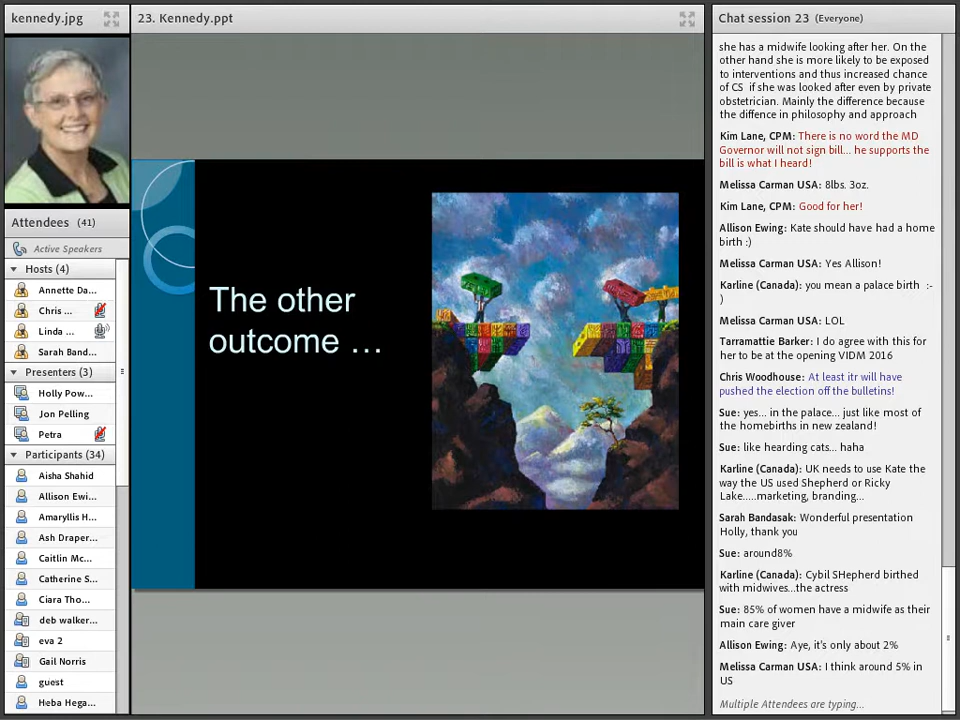 kennedy.jpg
23. Kennedy.ppt
Chat session 23 (Everyone)
Attendees (41)
Active Speakers
Hosts (4)
Annette Da...
Chris ...
Linda ...
Sarah Band...
Presenters (3)
Holly Pow...
Jon Pelling
Petra
Participants (34)
Aisha Shahid
Allison Ewi...
Amaryllis H...
Ash Draper...
Caitlin Mc...
Catherine S...
Ciara Tho...
deb walker...
eva 2
Gail Norris
guest
Heba Hega...
The other
outcome ...
she has a midwife looking after her. On the
other hand she is more likely to be exposed
to interventions and thus increased chance
of CS if she was looked after even by private
obstetrician. Mainly the difference because
the diffence in philosophy and approach
Kim Lane, CPM: There is no word the MD
Governor will not sign bill... he supports the
bill is what I heard!
Melissa Carman USA: 8lbs. 3oz.
Kim Lane, CPM: Good for her!
Allison Ewing: Kate should have had a home
birth :)
Melissa Carman USA: Yes Allison!
Karline (Canada): you mean a palace birth :-
)
Melissa Carman USA: LOL
Tarramattie Barker: I do agree with this for
her to be at the opening VIDM 2016
Chris Woodhouse: At least itr will have
pushed the election off the bulletins!
Sue: yes... in the palace... just like most of
the homebirths in new zealand!
Sue: like hearding cats... haha
Karline (Canada): UK needs to use Kate the
way the US used Shepherd or Ricky
Lake.....marketing, branding...
Sarah Bandasak: Wonderful presentation
Holly, thank you
Sue: around8%
Karline (Canada): Cybil SHepherd birthed
with midwives...the actress
Sue: 85% of women have a midwife as their
main care giver
Allison Ewing: Aye, it's only about 2%
Melissa Carman USA: I think around 5% in
US
Multiple Attendees are typing...